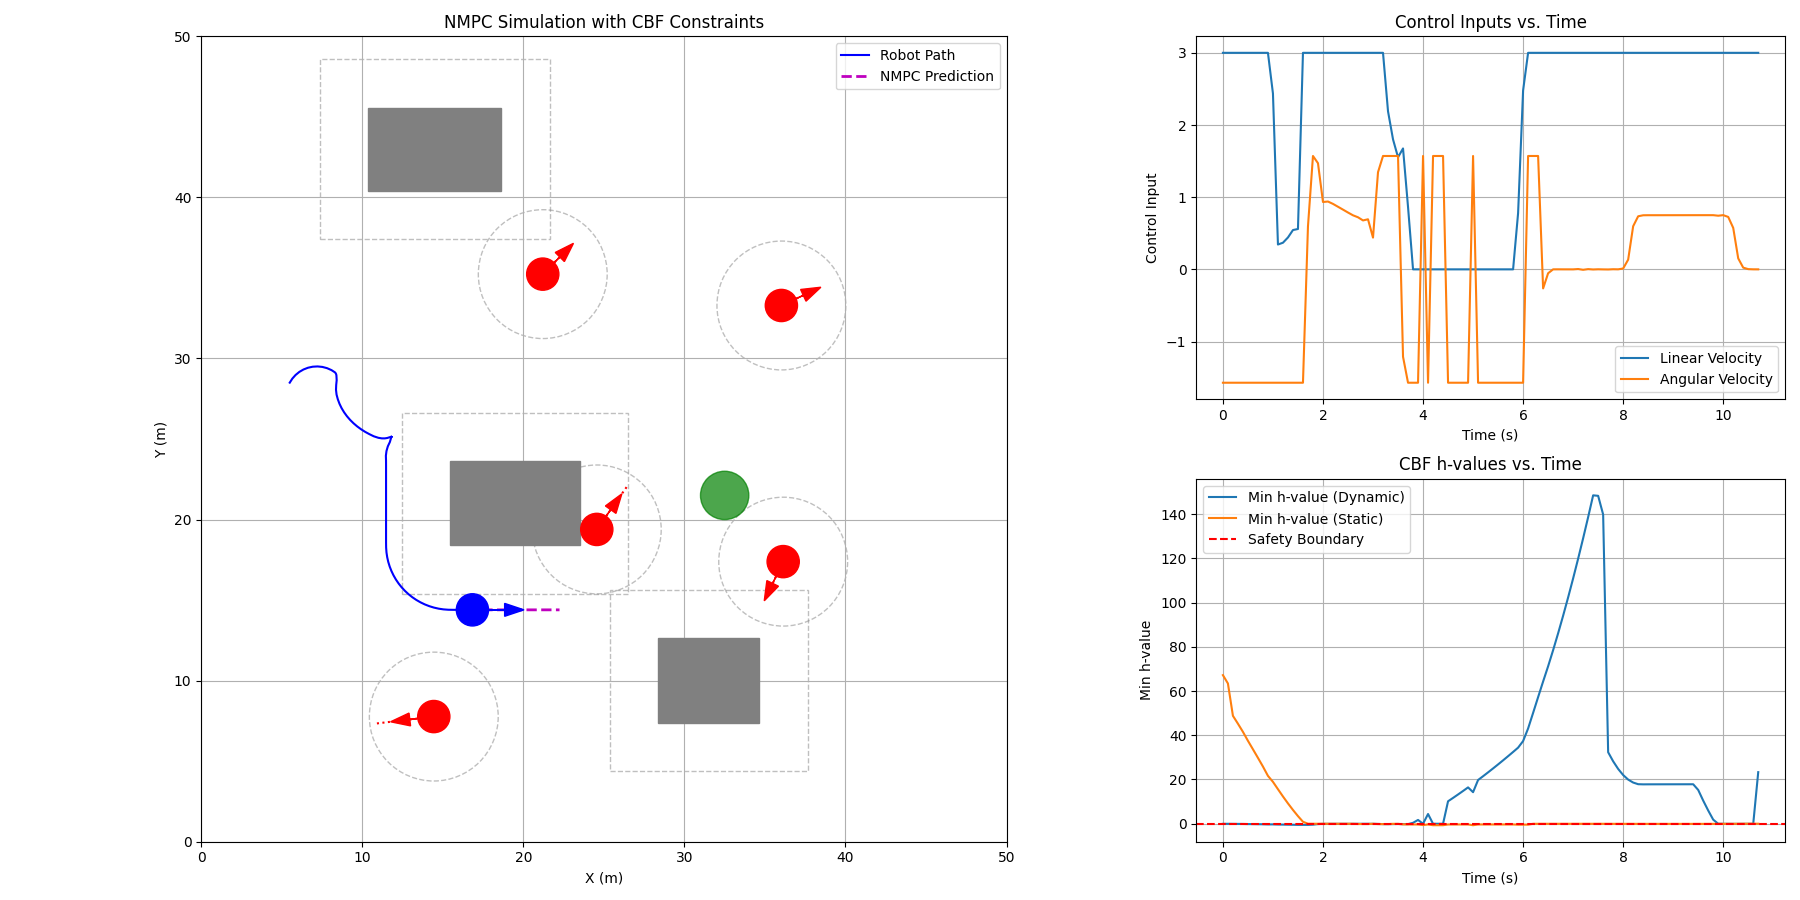 NMPC Simulation with CBF Constraints
50
40
30
20
10
0
Y (m)
Robot Path
NMPC Prediction
0 10 20 30 40 50
X (m)
Control Inputs vs. Time
3
2
1
0
−1
Control Input
Linear Velocity
Angular Velocity
0 2 4 6 8 10
Time (s)
CBF h-values vs. Time
140
120
100
80
60
40
20
0
Min h-value
Min h-value (Dynamic)
Min h-value (Static)
Safety Boundary
0 2 4 6 8 10
Time (s)